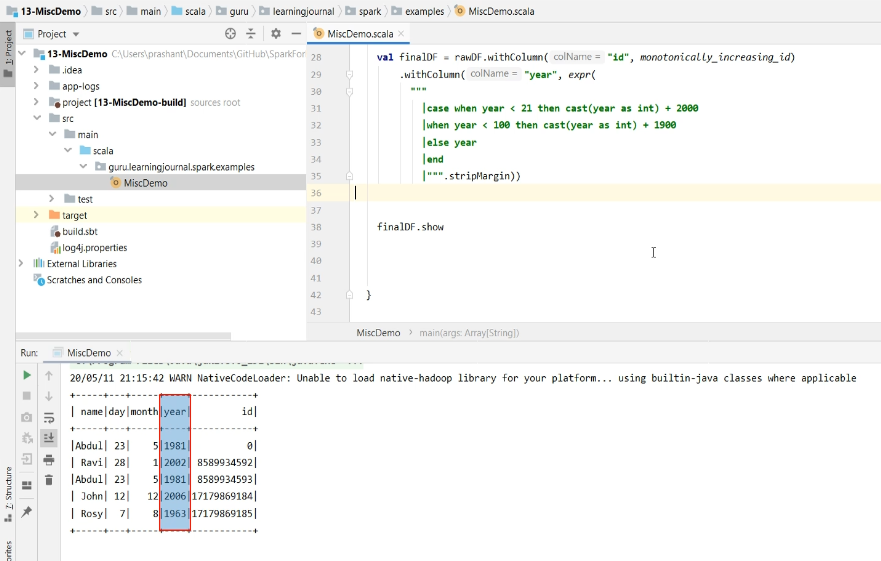 13-MiscDemo src main scala guru learningjournal spark examples MiscDemo.scala
1: Project
Project
MiscDemo.scala
13-MiscDemo C:\Users\prashant\Documents\GitHub\SparkFor
.idea
app-logs
project [13-MiscDemo-build] sources root
src
main
scala
guru.learningjournal.spark.examples
MiscDemo
test
target
build.sbt
log4j.properties
External Libraries
Scratches and Consoles
28 val finalDF = rawDF.withColumn( colName = "id", monotonically_increasing_id)
29 .withColumn( colName = "year", expr(
30 """
31 |case when year < 21 then cast(year as int) + 2000
32 |when year < 100 then cast(year as int) + 1900
33 |else year
34 |end
35 |""".stripMargin))
36
37
38 finalDF.show
39
40
41
42 }
43
MiscDemo main(args: Array[String])
Run: MiscDemo
20/05/11 21:15:42 WARN NativeCodeLoader: Unable to load native-hadoop library for your platform... using builtin-java classes where applicable
+-----+---+-----+----+-----------+
| name|day|month|year| id|
+-----+---+-----+----+-----------+
|Abdul| 23| 5|1981| 0|
| Ravi| 28| 1|2002| 8589934592|
|Abdul| 23| 5|1981| 8589934593|
| John| 12| 12|2006|17179869184|
| Rosy| 7| 8|1963|17179869185|
+-----+---+-----+----+-----------+
7: Structure